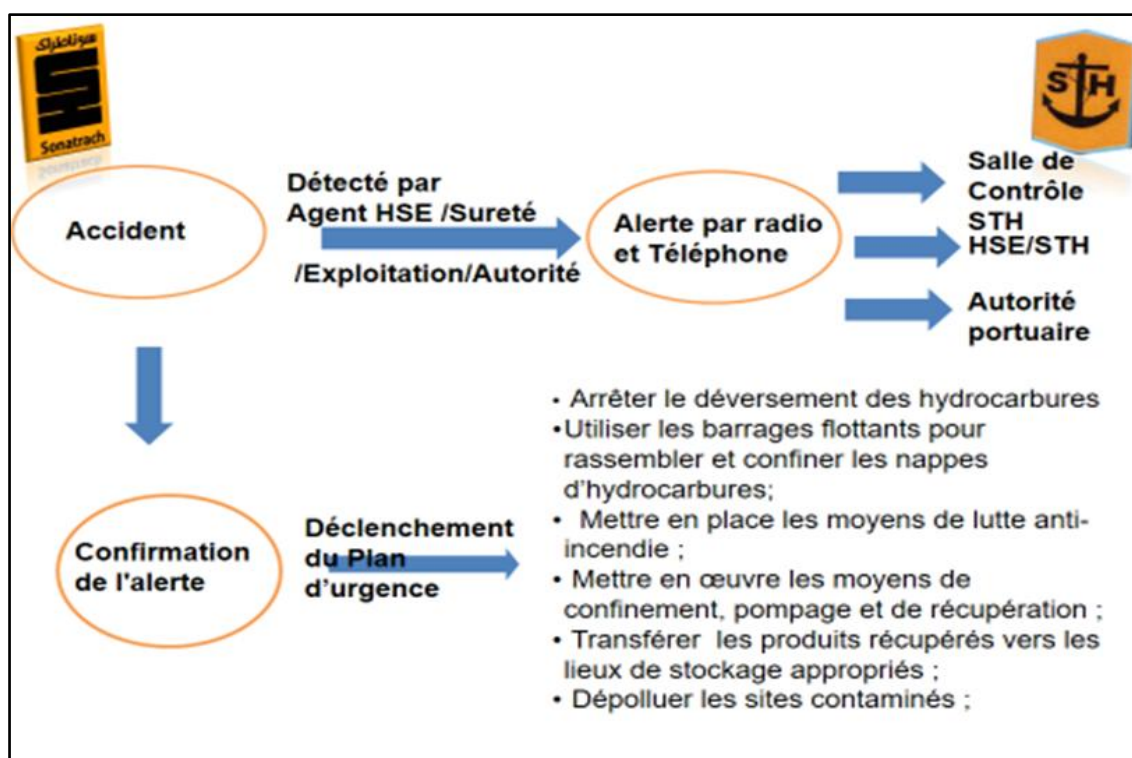 سوناطراك
Sonatrach
STH
Accident
Détecté par
Agent HSE /Sureté
/Exploitation/Autorité
Alerte par radio
et Téléphone
Salle de
Contrôle
STH
HSE/STH
Autorité
portuaire
Confirmation
de l'alerte
Déclenchement
du Plan
d’urgence
• Arrêter le déversement des hydrocarbures
•Utiliser les barrages flottants pour
rassembler et confiner les nappes
d’hydrocarbures;
• Mettre en place les moyens de lutte anti-
incendie ;
• Mettre en œuvre les moyens de
confinement, pompage et de récupération ;
• Transférer les produits récupérés vers les
lieux de stockage appropriés ;
• Dépolluer les sites contaminés ;